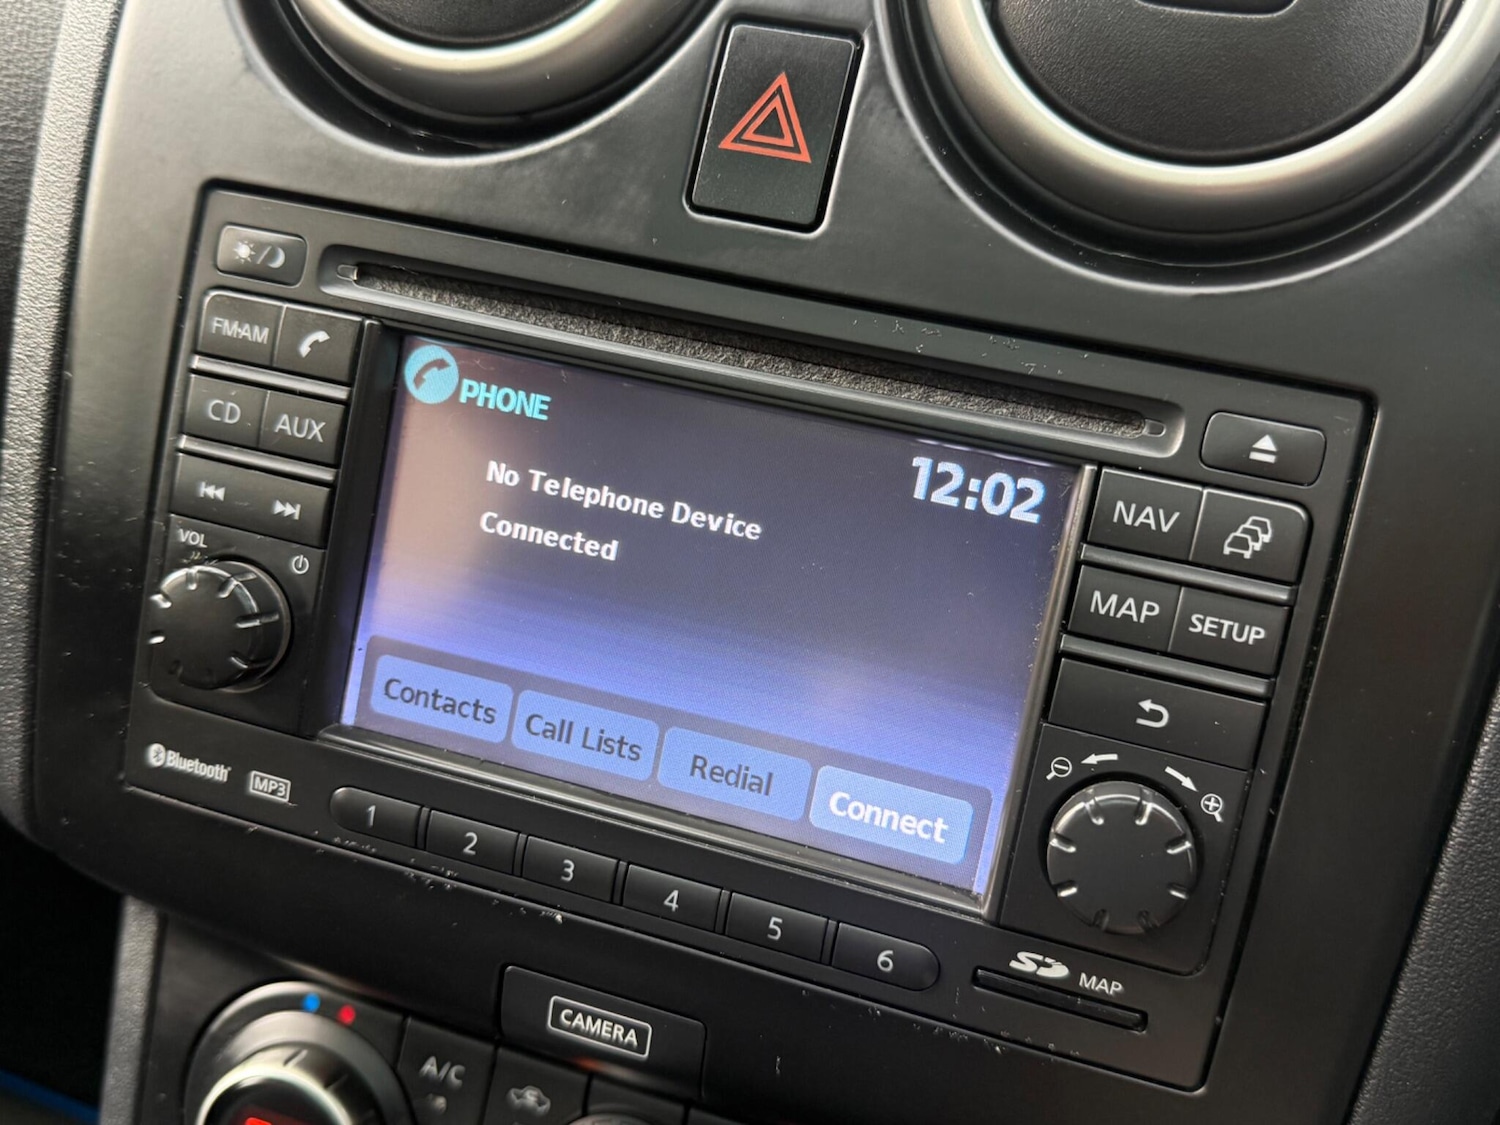 FM·AM
CD
AUX
VOL
PHONE
12:02
No Telephone Device
Connected
Contacts
Call Lists
Redial
Connect
NAV
MAP
SETUP
Bluetooth
MP3
1
2
3
4
5
6
SD MAP
CAMERA
A/C